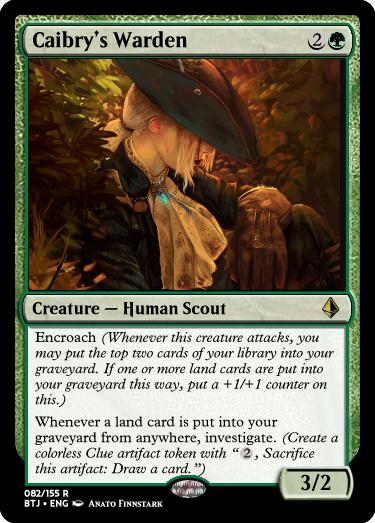 Caibry's Warden 2
Creature — Human Scout
Encroach (Whenever this creature attacks, you
may put the top two cards of your library into your
graveyard. If one or more land cards are put into
your graveyard this way, put a +1/+1 counter on
this.)
Whenever a land card is put into your
graveyard from anywhere, investigate. (Create a
colorless Clue artifact token with “2, Sacrifice
this artifact: Draw a card.”)
3/2
082/155 R
BTJ • ENG Anato Finnstark